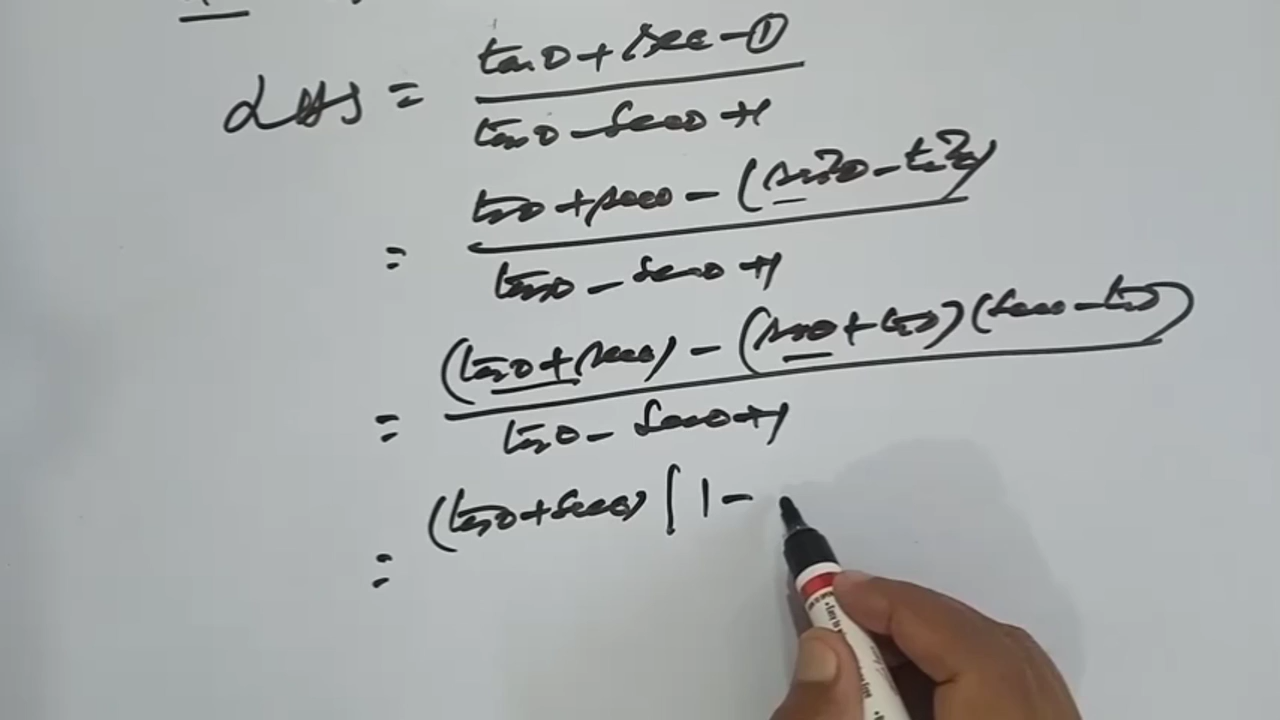 LHS = tanθ + sec - 1 / tanθ - secθ + 1
= tanθ + secθ - (sec²θ - tan²θ) / tanθ - secθ + 1
= (tanθ + secθ) - (secθ + tanθ)(secθ - tanθ) / tanθ - secθ + 1
= (tanθ + secθ) [ 1 -